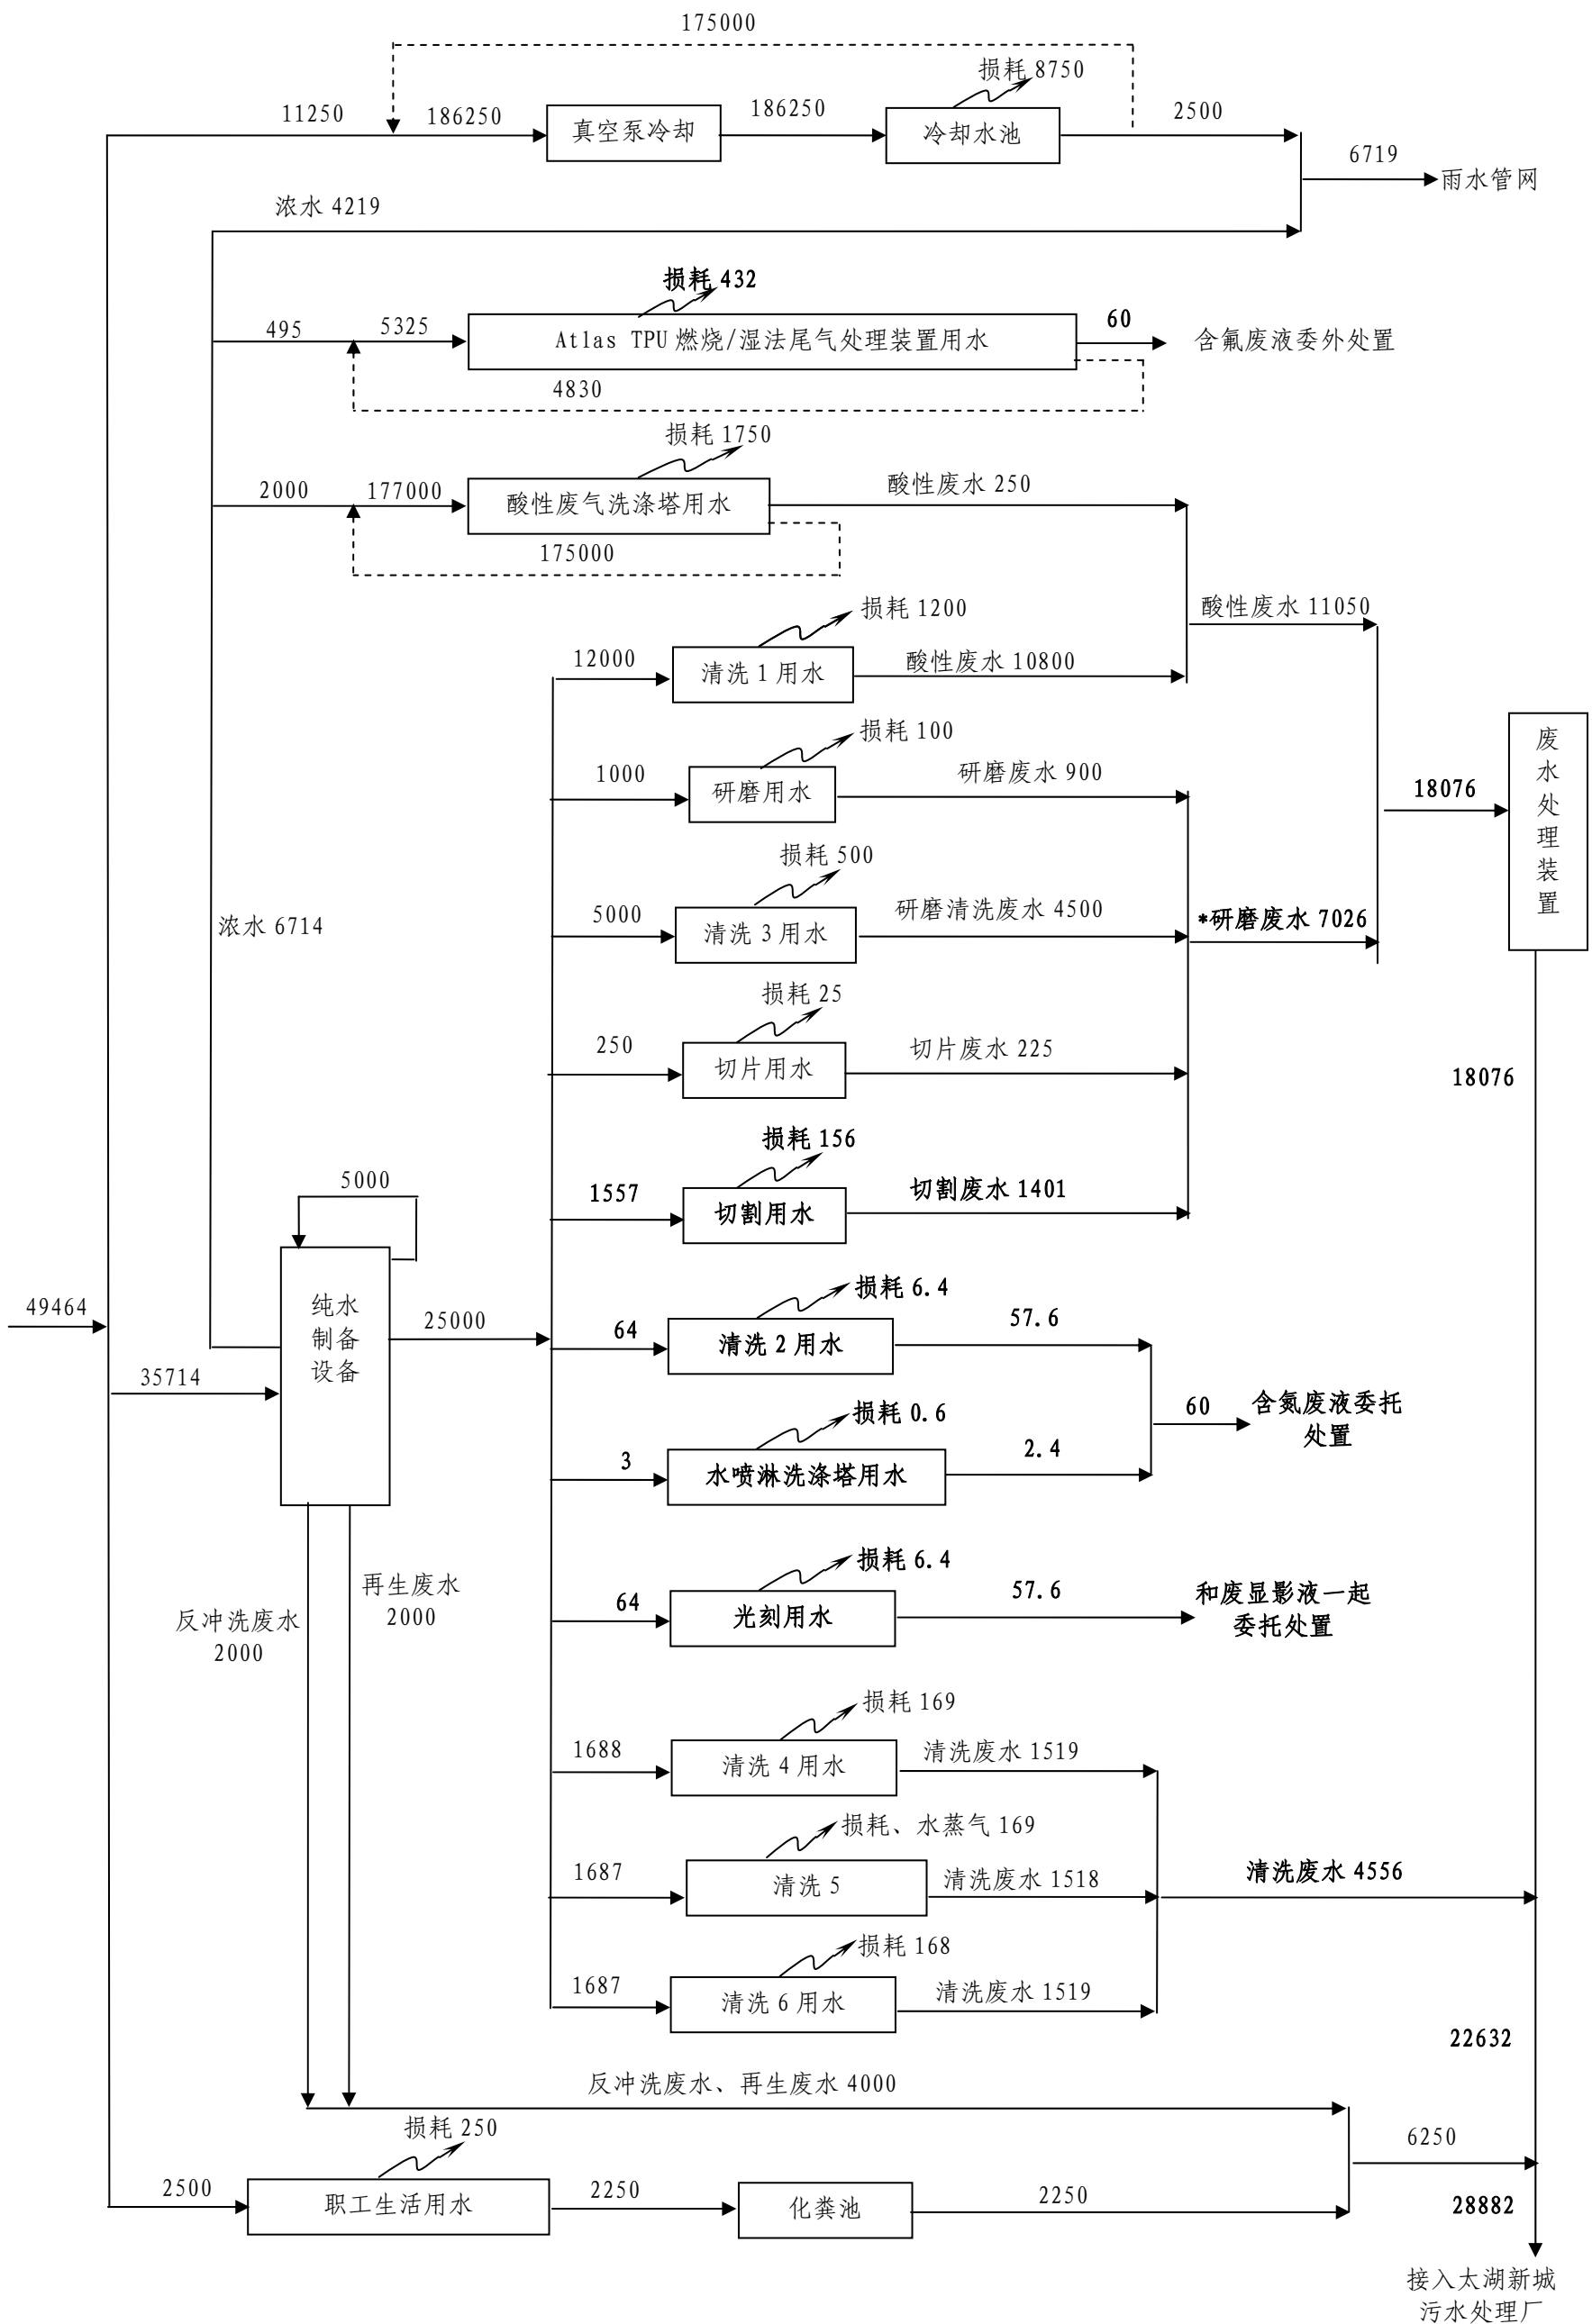 175000
损耗 8750
11250
186250
真空泵冷却
186250
冷却水池
2500
6719
雨水管网
浓水 4219
损耗 432
495
5325
Atlas TPU 燃烧/湿法尾气处理装置用水
60
含氟废液委外处置
4830
损耗 1750
2000
177000
酸性废气洗涤塔用水
酸性废水 250
175000
损耗 1200
酸性废水 11050
12000
清洗 1 用水
酸性废水 10800
损耗 100
1000
研磨用水
研磨废水 900
18076
废
水
处
理
装
置
损耗 500
5000
清洗 3 用水
研磨清洗废水 4500
*研磨废水 7026
浓水 6714
损耗 25
250
切片用水
切片废水 225
18076
损耗 156
1557
切割用水
切割废水 1401
5000
纯水
制备
设备
49464
25000
35714
损耗 6.4
64
清洗 2 用水
57.6
损耗 0.6
3
水喷淋洗涤塔用水
2.4
60
含氮废液委托
处置
再生废水
2000
反冲洗废水
2000
损耗 6.4
64
光刻用水
57.6
和废显影液一起
委托处置
损耗 169
1688
清洗 4 用水
清洗废水 1519
损耗、水蒸气 169
1687
清洗 5
清洗废水 1518
清洗废水 4556
损耗 168
1687
清洗 6 用水
清洗废水 1519
22632
反冲洗废水、再生废水 4000
损耗 250
6250
2500
职工生活用水
2250
化粪池
2250
28882
接入太湖新城
污水处理厂